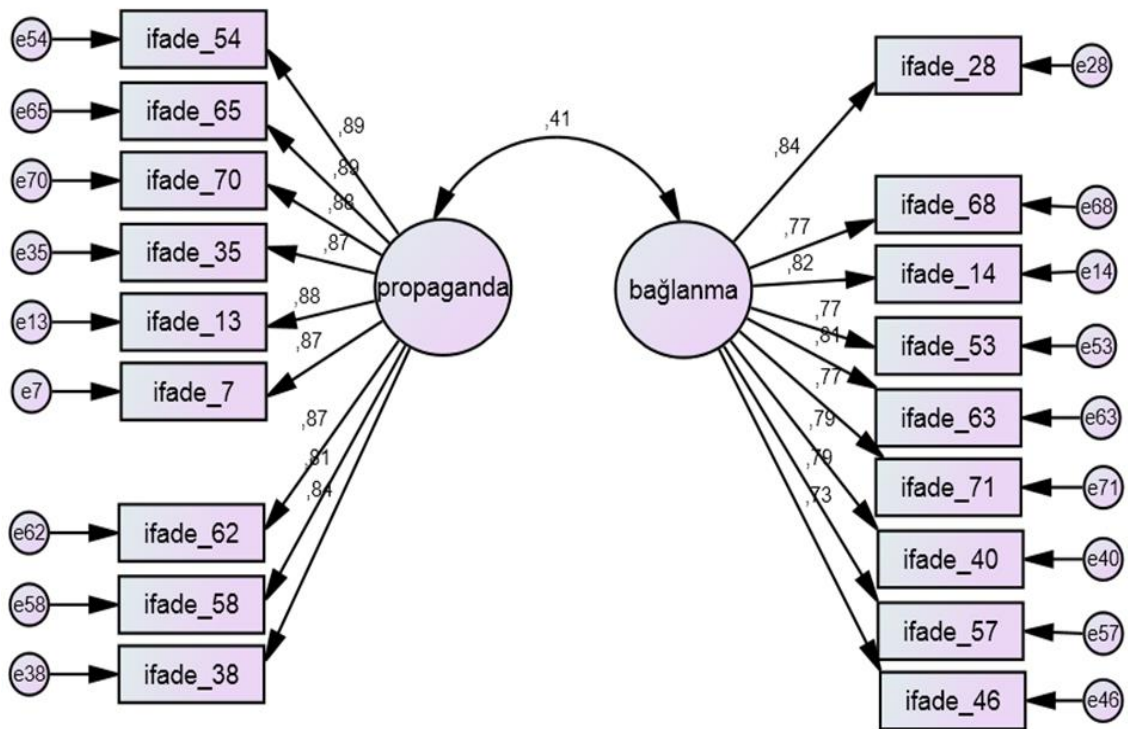 e54 ifade_54
e65 ifade_65
e70 ifade_70
e35 ifade_35
e13 ifade_13
e7 ifade_7
e62 ifade_62
e58 ifade_58
e38 ifade_38
,89
,89
,88
,87
,88
,87
,87
,81
,84
propaganda
,41
bağlanma
,84
,77
,82
,77
,81
,77
,79
,79
,73
ifade_28 e28
ifade_68 e68
ifade_14 e14
ifade_53 e53
ifade_63 e63
ifade_71 e71
ifade_40 e40
ifade_57 e57
ifade_46 e46